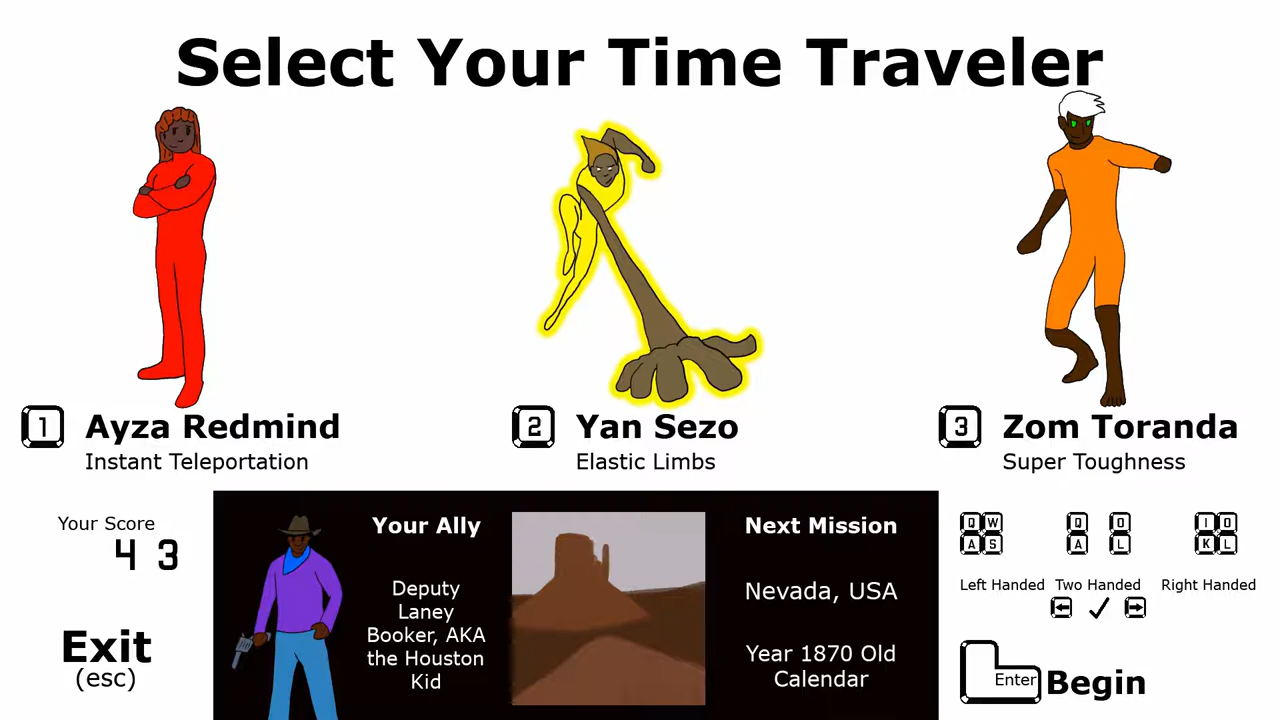 Select Your Time Traveler
1 Ayza Redmind
Instant Teleportation
2 Yan Sezo
Elastic Limbs
3 Zom Toranda
Super Toughness
Your Score
4 3
Exit
(esc)
Your Ally
Deputy
Laney
Booker, AKA
the Houston
Kid
Next Mission
Nevada, USA
Year 1870 Old
Calendar
Q W
A S
Left Handed
Q O
A L
Two Handed
I O
K L
Right Handed
Enter Begin